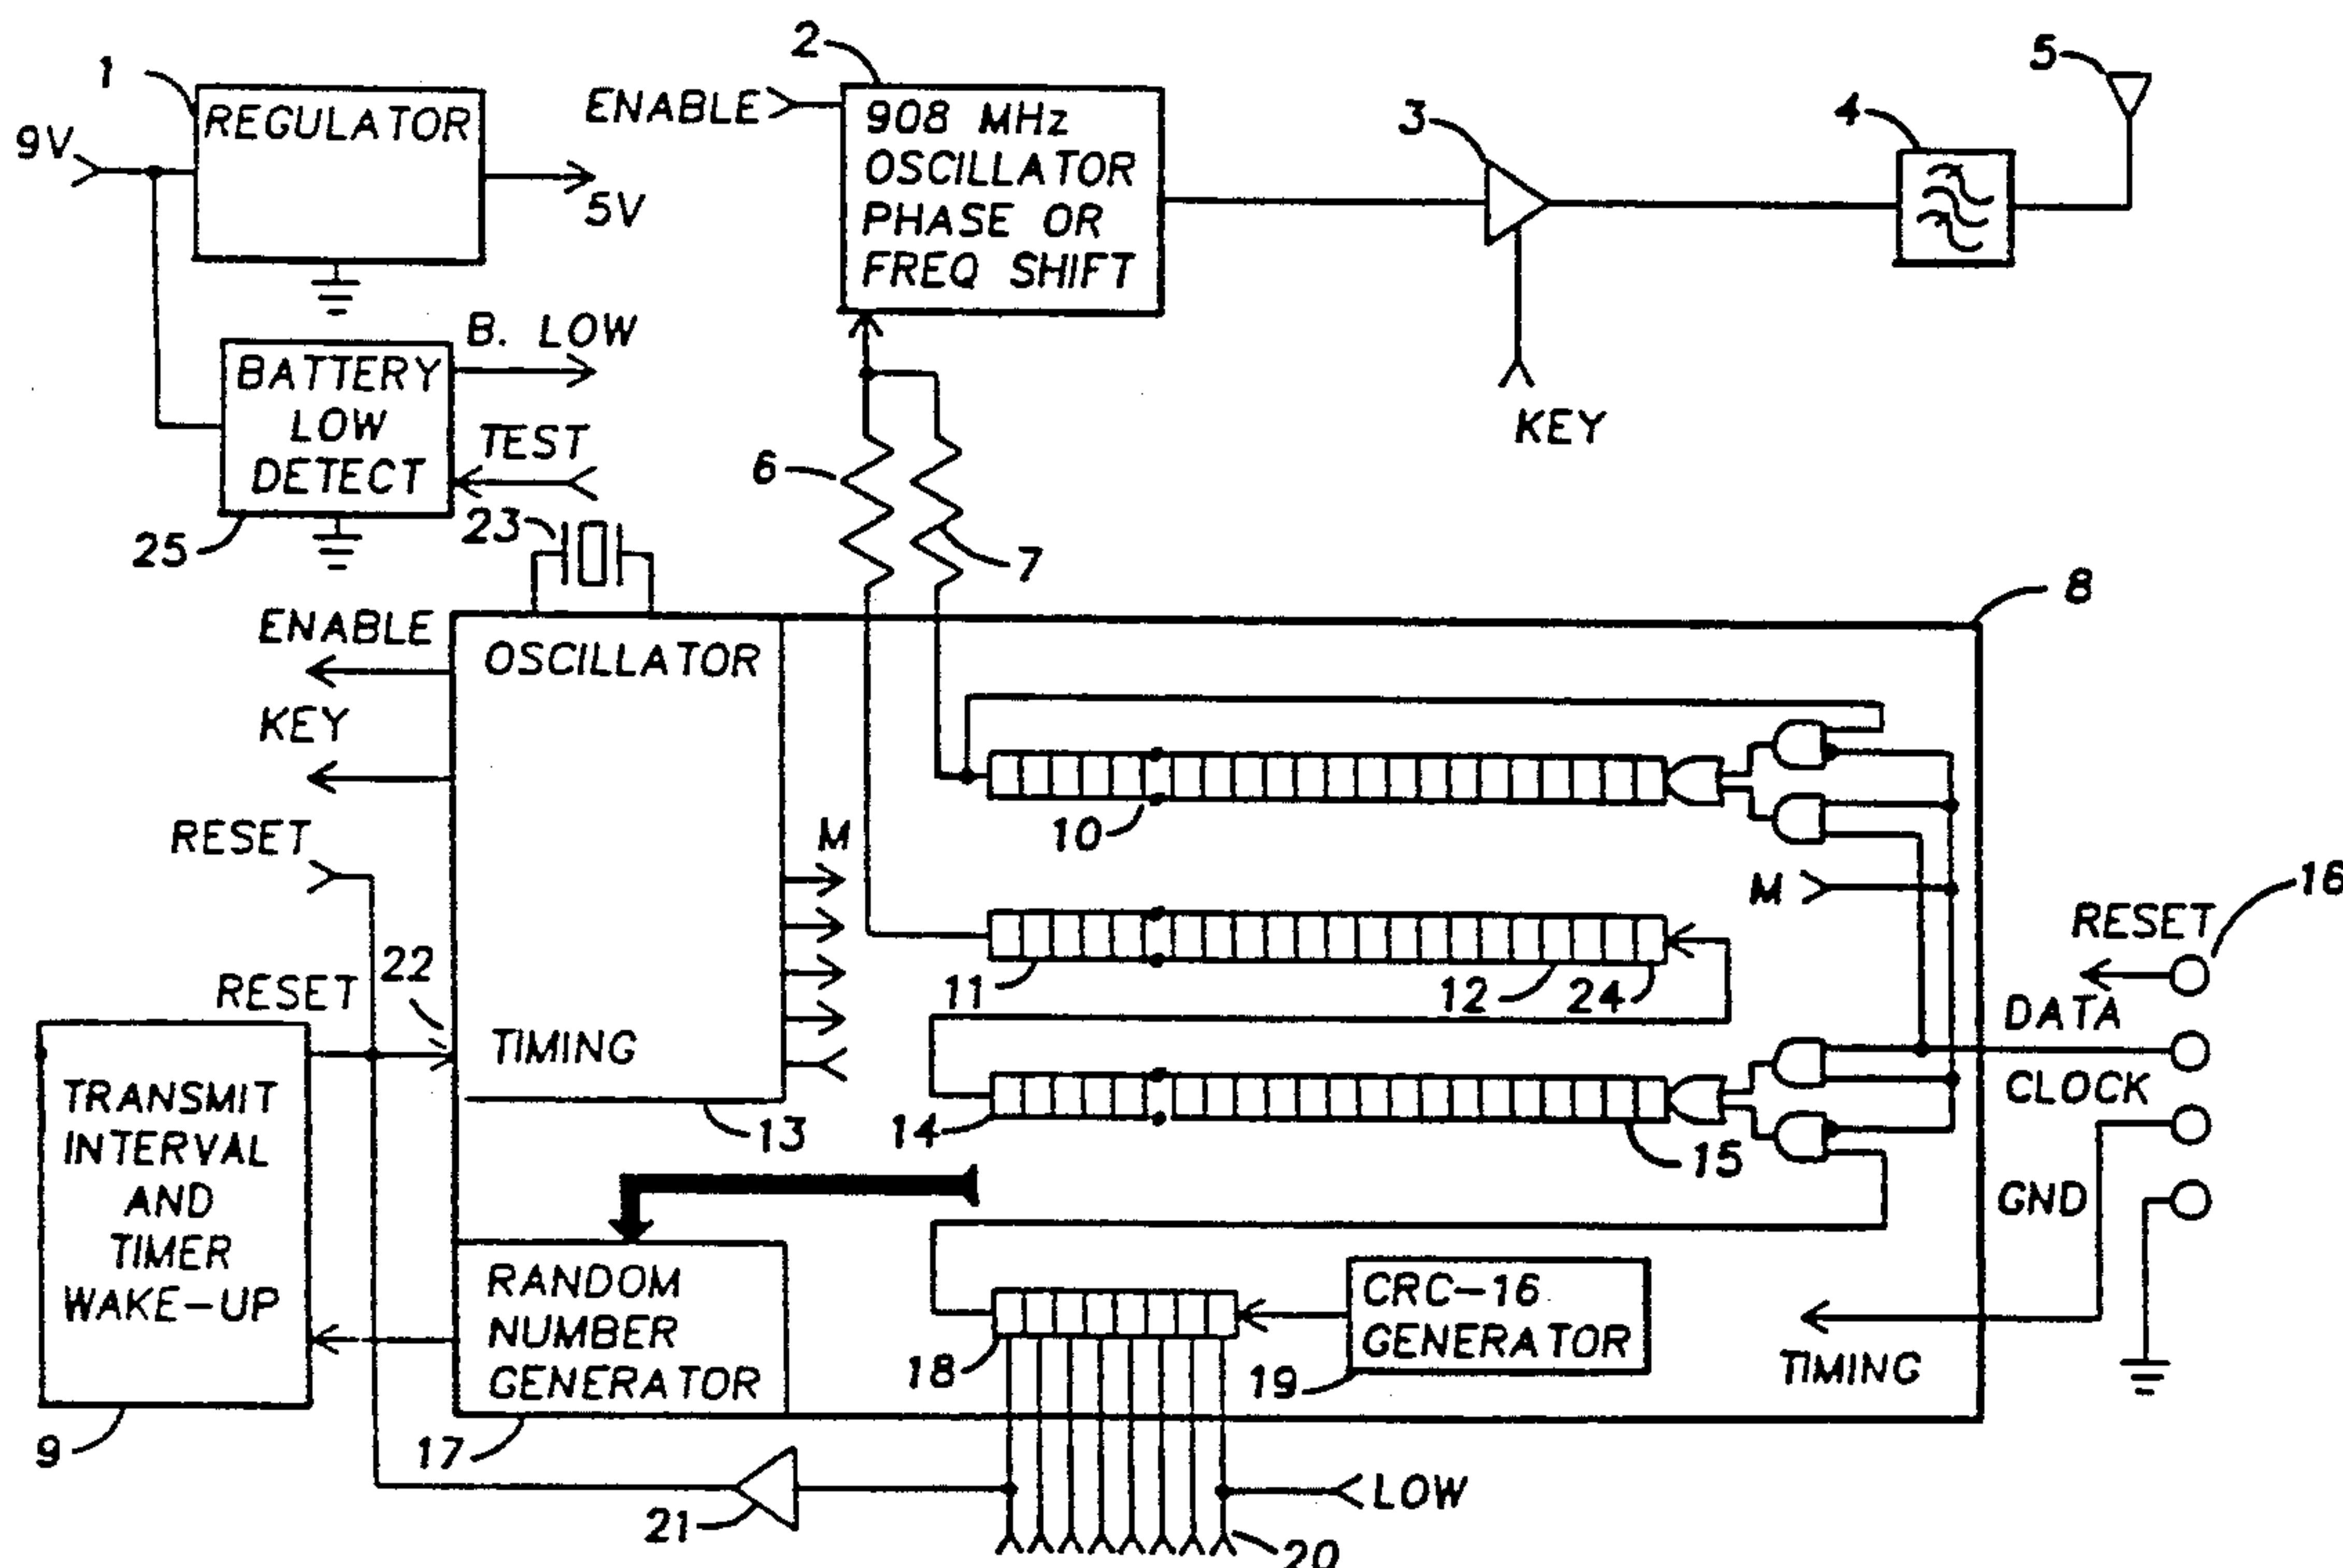 1
2
5
REGULATOR
ENABLE
908 MHz
OSCILLATOR
PHASE OR
FREQ SHIFT
3
4
9V
5V
B. LOW
BATTERY
LOW
DETECT
TEST
KEY
6
23
25
7
8
ENABLE
OSCILLATOR
KEY
RESET
M
10
M
16
RESET
22
RESET
11
12
24
DATA
TIMING
CLOCK
TRANSMIT
INTERVAL
AND
TIMER
WAKE-UP
13
14
15
GND
RANDOM
NUMBER
GENERATOR
CRC-16
GENERATOR
18
19
TIMING
9
17
LOW
21
20